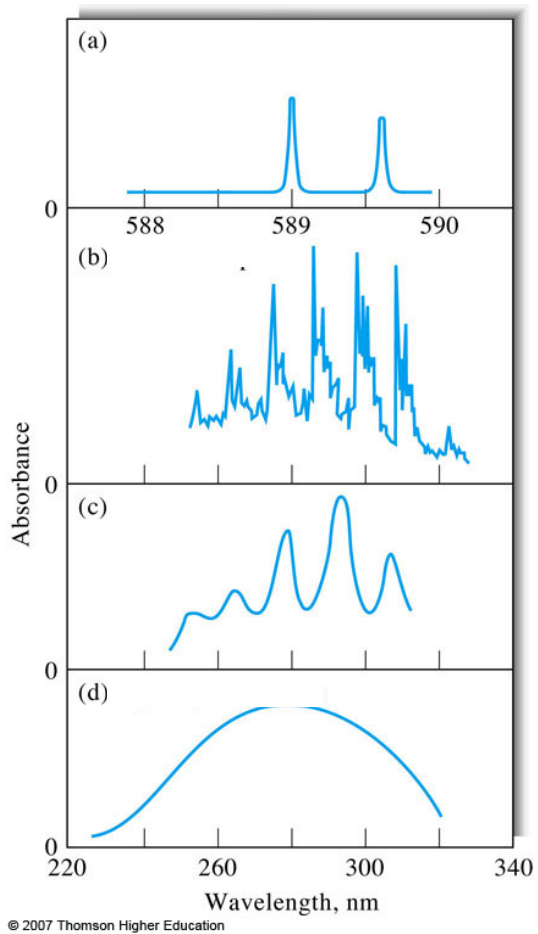 (a)
0
588 589 590
(b)
Absorbance
0
(c)
0
(d)
0
220 260 300 340
Wavelength, nm
© 2007 Thomson Higher Education